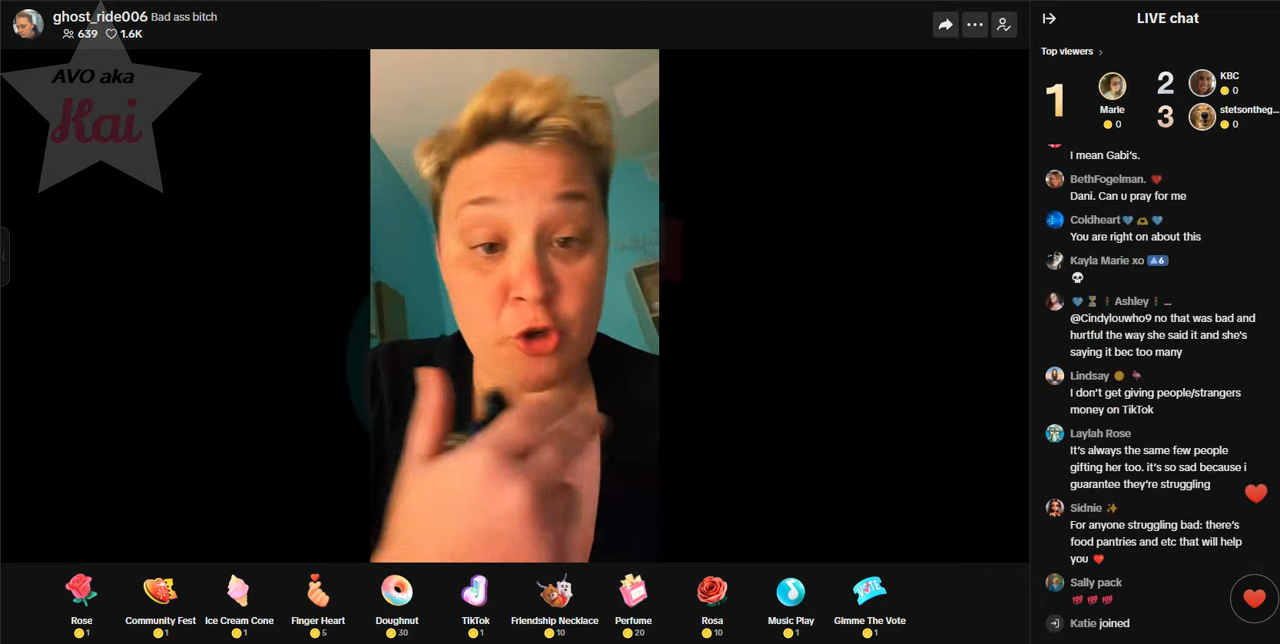 ghost_ride006 Bad ass bitch
639 1.6K
AVO aka
Kai
LIVE chat
Top viewers
1
Marie
0
2
KBC
0
3
stetsontheg...
0
I mean Gabi's.
BethFogelman.
Dani. Can u pray for me
Coldheart
You are right on about this
Kayla Marie xo 6
Ashley ...
@Cindylouwho9 no that was bad and
hurtful the way she said it and she's
saying it bec too many
Lindsay
I don't get giving people/strangers
money on TikTok
Laylah Rose
It's always the same few people
gifting her too. it's so sad because i
guarantee they're struggling
Sidnie
For anyone struggling bad: there's
food pantries and etc that will help
you
Sally pack
Katie joined
Rose
1
Community Fest
1
Ice Cream Cone
1
Finger Heart
5
Doughnut
30
TikTok
1
Friendship Necklace
10
Perfume
20
Rosa
10
Music Play
1
VOTE
Gimme The Vote
1